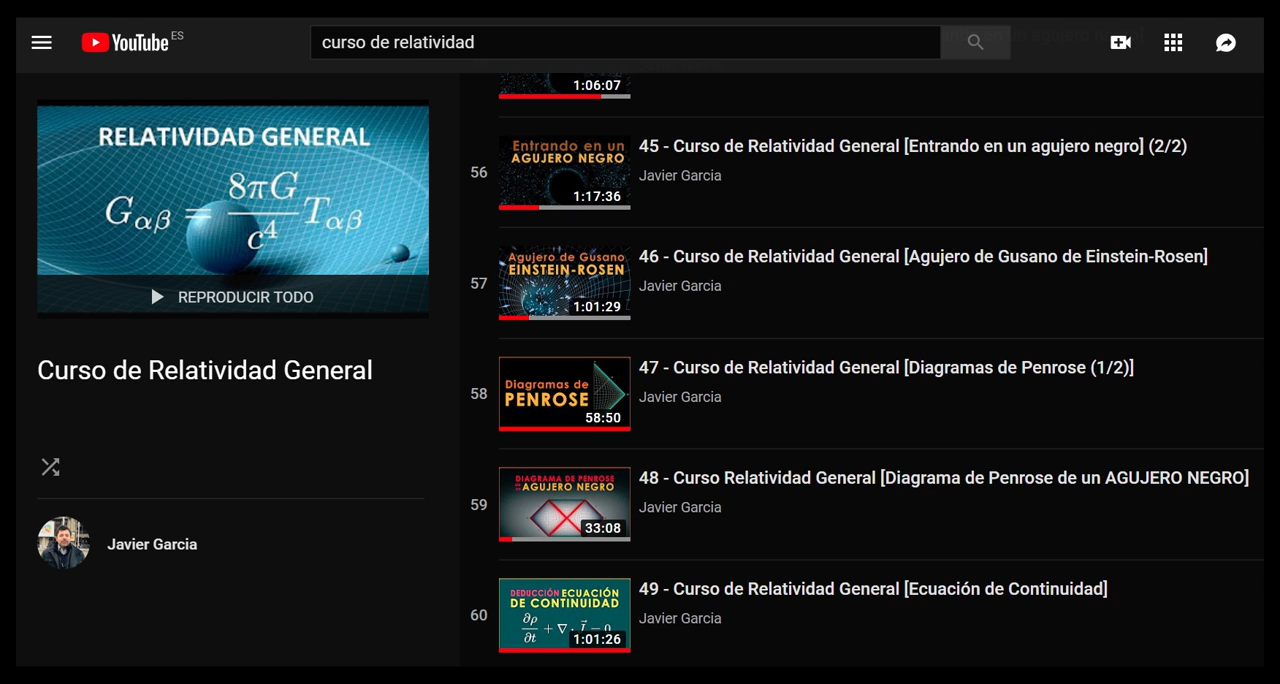 YouTube ES
curso de relatividad
RELATIVIDAD GENERAL
Gαβ = 8πG/c⁴ Tαβ
REPRODUCIR TODO
Curso de Relatividad General
Javier Garcia
1:06:07
56
Entrando en un
AGUJERO NEGRO
1:17:36
45 - Curso de Relatividad General [Entrando en un agujero negro] (2/2)
Javier Garcia
57
Agujero de Gusano
EINSTEIN-ROSEN
1:01:29
46 - Curso de Relatividad General [Agujero de Gusano de Einstein-Rosen]
Javier Garcia
58
Diagramas de
PENROSE
58:50
47 - Curso de Relatividad General [Diagramas de Penrose (1/2)]
Javier Garcia
59
DIAGRAMA DE PENROSE
AGUJERO NEGRO
33:08
48 - Curso Relatividad General [Diagrama de Penrose de un AGUJERO NEGRO]
Javier Garcia
60
DEDUCCIÓN ECUACIÓN
DE CONTINUIDAD
∂ρ/∂t + ∇ · J⃗ = 0
1:01:26
49 - Curso de Relatividad General [Ecuación de Continuidad]
Javier Garcia